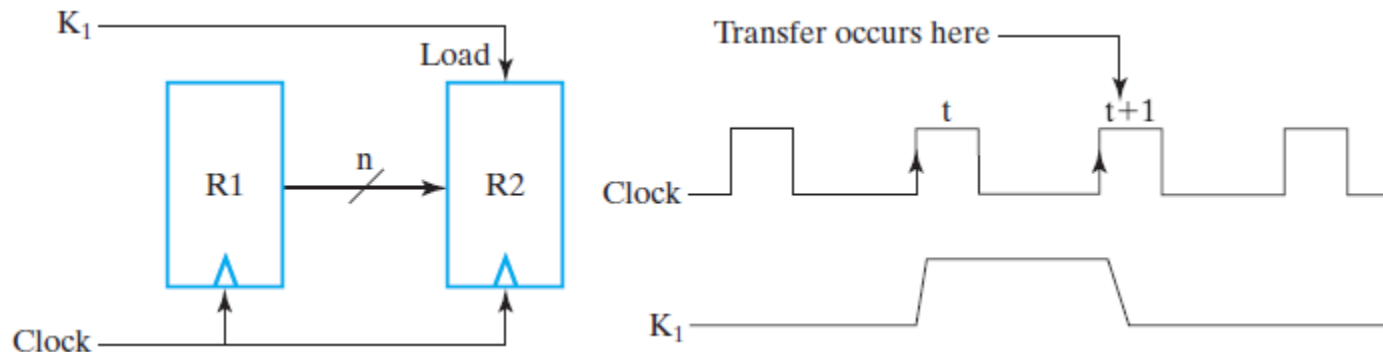 K₁
Load
R1
n
R2
Clock
Transfer occurs here
t
t+1
Clock
K₁